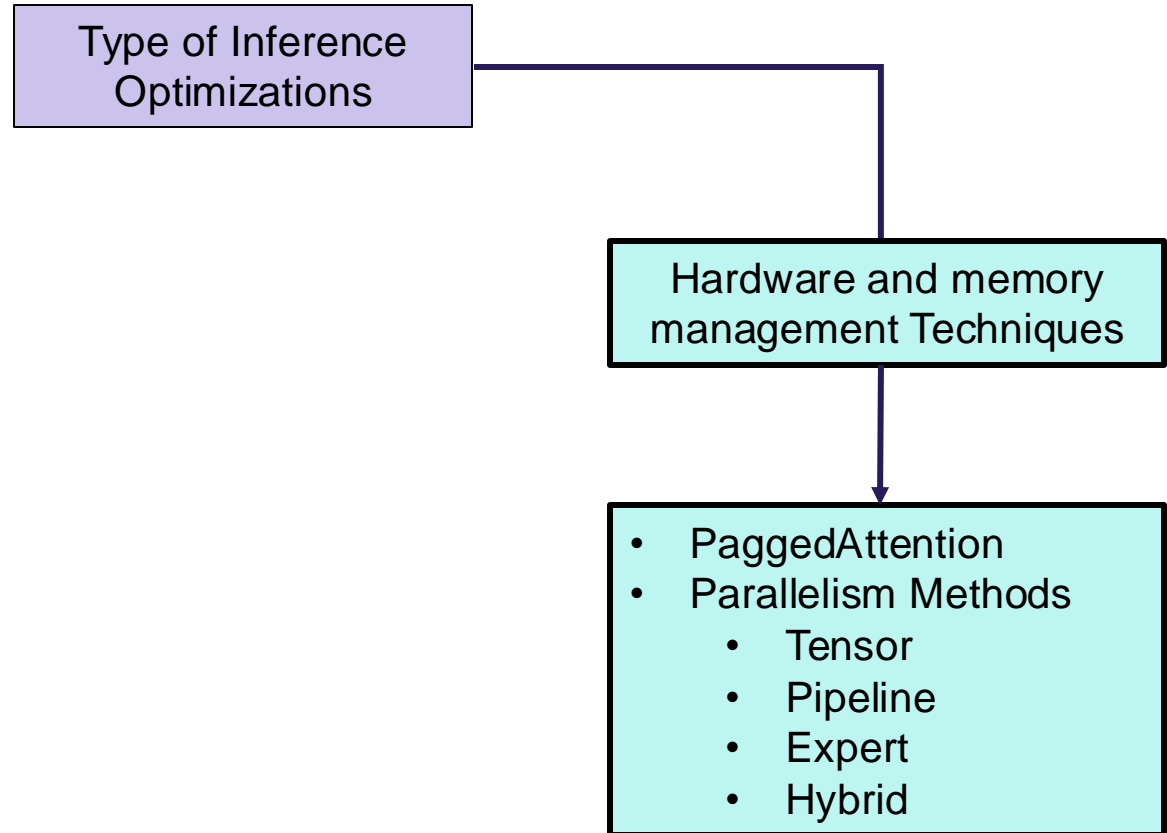 Type of Inference
Optimizations
Hardware and memory
management Techniques
• PaggedAttention
• Parallelism Methods
• Tensor
• Pipeline
• Expert
• Hybrid